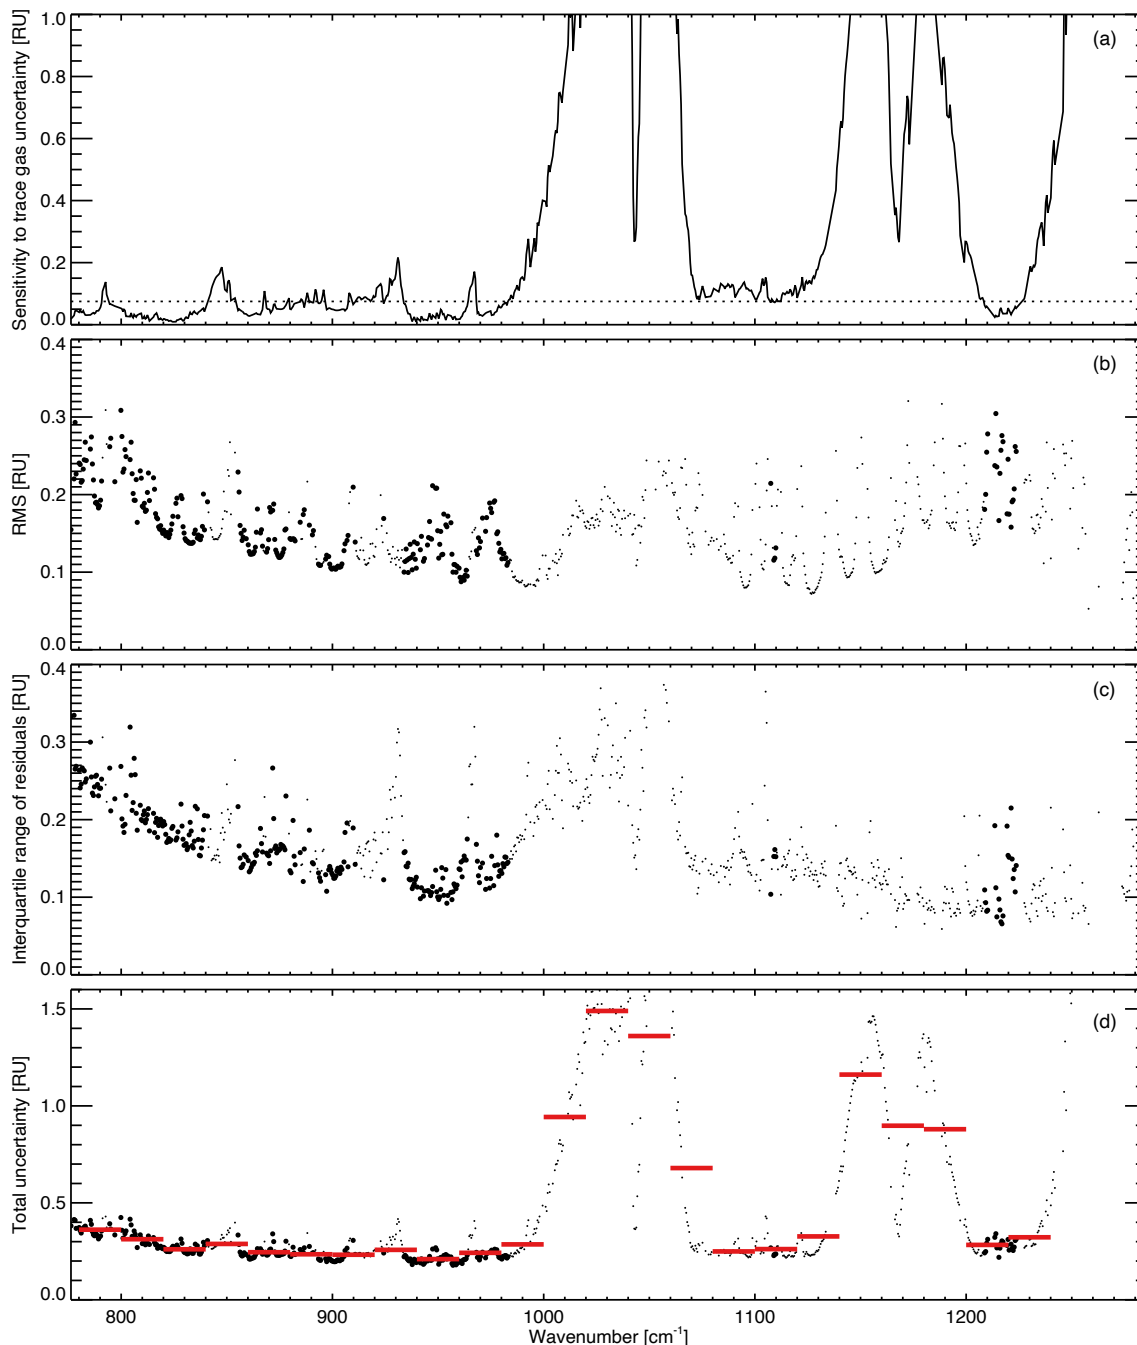 (a)
Sensitivity to trace gas uncertainty [RU]
1.0
0.8
0.6
0.4
0.2
0.0
(b)
RMS [RU]
0.4
0.3
0.2
0.1
0.0
(c)
Interquartile range of residuals [RU]
0.4
0.3
0.2
0.1
0.0
(d)
Total uncertainty [RU]
1.5
1.0
0.5
0.0
800 900 1000 1100 1200
Wavenumber [cm⁻¹]